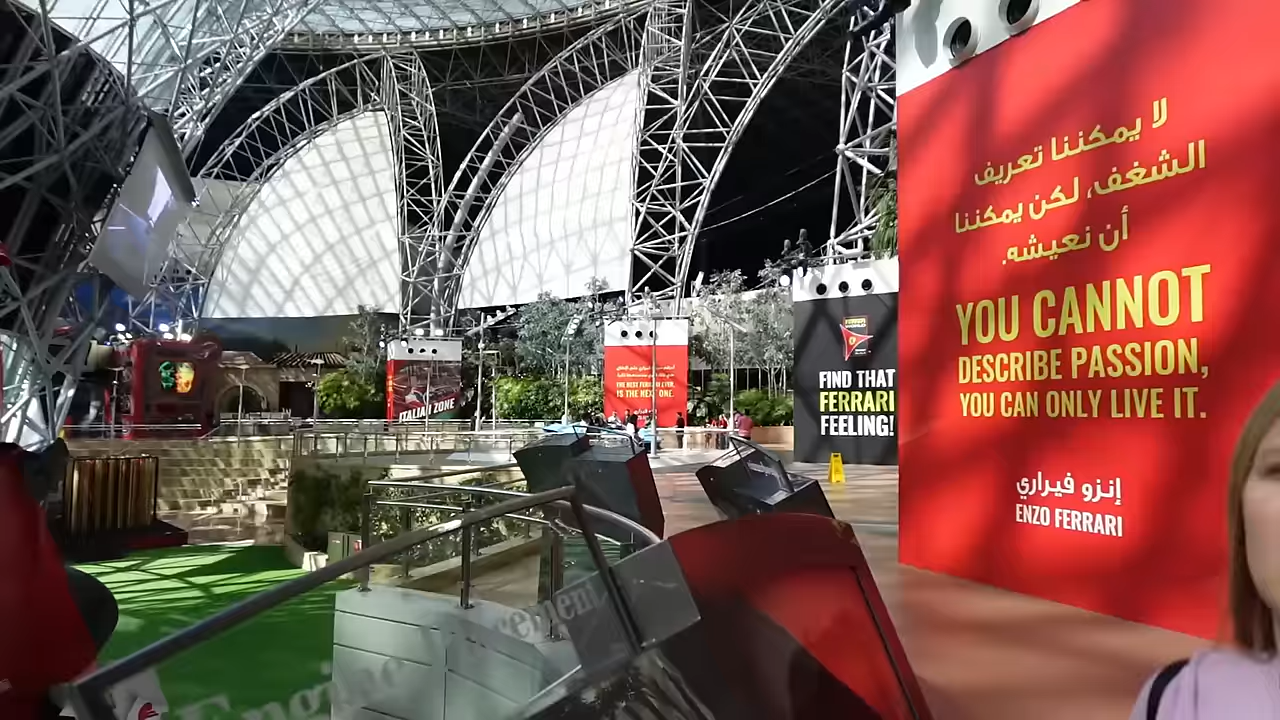 لا يمكننا تعريف
الشغف، لكن يمكننا
أن نعيشه.
YOU CANNOT
DESCRIBE PASSION,
YOU CAN ONLY LIVE IT.
إنزو فيراري
ENZO FERRARI
FIND THAT
FERRARI
FEELING!
THE BEST FERRARI EVER,
IS THE NEXT ONE.
ITALIAN ZONE